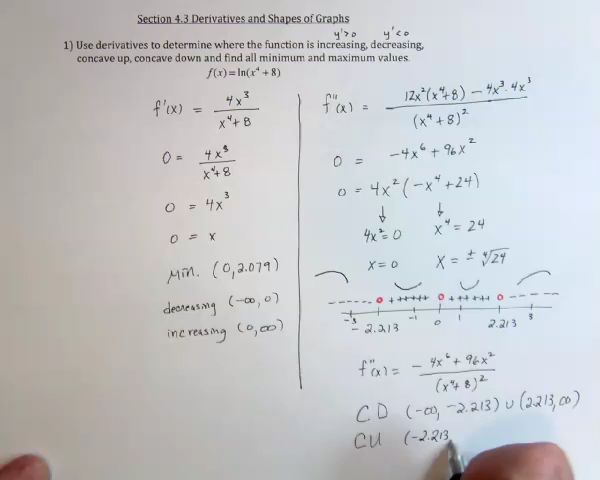 Section 4.3 Derivatives and Shapes of Graphs
y'>0 y'<0
1) Use derivatives to determine where the function is increasing, decreasing,
concave up, concave down and find all minimum and maximum values.
f(x)=ln(x⁴+8)
f'(x) = 4x³ / x⁴+8
0 = 4x³ / x⁴+8
0 = 4x³
0 = x
Min. (0, 2.079)
decreasing (-∞, 0)
increasing (0, ∞)
f''(x) = 12x²(x⁴+8) - 4x³·4x³ / (x⁴+8)²
0 = -4x⁶ + 96x²
0 = 4x²(-x⁴+24)
4x²=0 x⁴=24
x=0 x=±⁴√24
----- o ++++++ o ++++ o -----
-3 -2.213 -1 0 1 2.213 3
f''(x) = -4x⁶+96x² / (x⁴+8)²
CD (-∞, -2.213) ∪ (2.213, ∞)
CU (-2.213